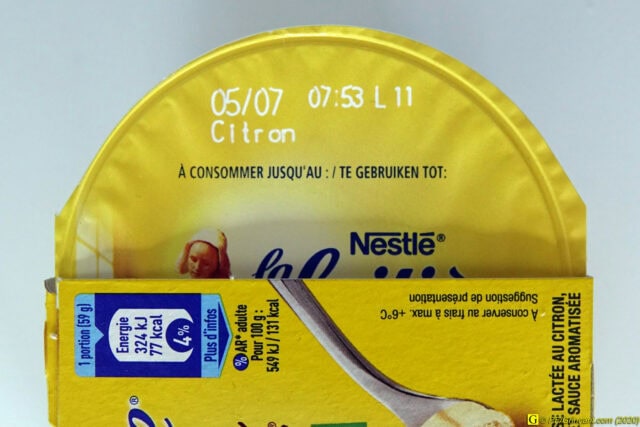 05/07 07:53 L 11
Citron
À CONSOMMER JUSQU'AU : / TE GEBRUIKEN TOT:
Nestlé®
la
1 portion (59 g)
Energie
324 kJ
77 kcal
4%
Plus d'infos
% AR* adulte
Pour 100 g :
549 kJ / 131 kcal
A conserver au frais à max. +6°C
Suggestion de présentation
LACTÉE AU CITRON,
SAUCE AROMATISÉE